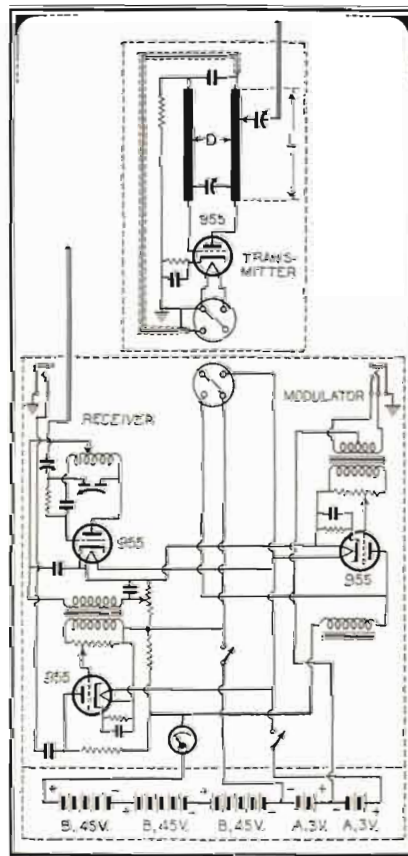 D
L
955
TRANS-
MITTER
RECEIVER
MODULATOR
955
955
955
+ - + - + - - + - +
B, 45V. B, 45V. B, 45V. A, 3V. A, 3V.